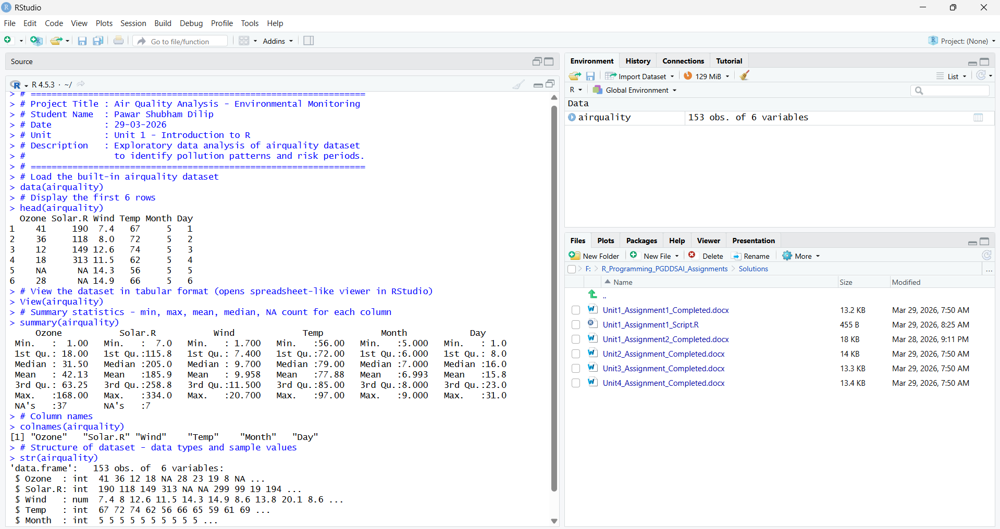 RStudio
File Edit Code View Plots Session Build Debug Profile Tools Help
Go to file/function Addins Project: (None)
Source
R 4.5.3 · ~/
> # ================================================================
> # Project Title : Air Quality Analysis - Environmental Monitoring
> # Student Name  : Pawar Shubham Dilip
> # Date          : 29-03-2026
> # Unit          : Unit 1 - Introduction to R
> # Description   : Exploratory data analysis of airquality dataset
> #                 to identify pollution patterns and risk periods.
> # ================================================================
> # Load the built-in airquality dataset
> data(airquality)
> # Display the first 6 rows
> head(airquality)
  Ozone Solar.R Wind Temp Month Day
1    41     190  7.4   67     5   1
2    36     118  8.0   72     5   2
3    12     149 12.6   74     5   3
4    18     313 11.5   62     5   4
5    NA      NA 14.3   56     5   5
6    28      NA 14.9   66     5   6
> # View the dataset in tabular format (opens spreadsheet-like viewer in RStudio)
> View(airquality)
> # Summary statistics - min, max, mean, median, NA count for each column
> summary(airquality)
     Ozone           Solar.R           Wind             Temp           Month            Day
 Min.   :  1.00   Min.   :  7.0   Min.   : 1.700   Min.   :56.00   Min.   :5.000   Min.   : 1.0
 1st Qu.: 18.00   1st Qu.:115.8   1st Qu.: 7.400   1st Qu.:72.00   1st Qu.:6.000   1st Qu.: 8.0
 Median : 31.50   Median :205.0   Median : 9.700   Median :79.00   Median :7.000   Median :16.0
 Mean   : 42.13   Mean   :185.9   Mean   : 9.958   Mean   :77.88   Mean   :6.993   Mean   :15.8
 3rd Qu.: 63.25   3rd Qu.:258.8   3rd Qu.:11.500   3rd Qu.:85.00   3rd Qu.:8.000   3rd Qu.:23.0
 Max.   :168.00   Max.   :334.0   Max.   :20.700   Max.   :97.00   Max.   :9.000   Max.   :31.0
 NA's   :37       NA's   :7
> # Column names
> colnames(airquality)
[1] "Ozone"   "Solar.R" "Wind"    "Temp"    "Month"   "Day"
> # Structure of dataset - data types and sample values
> str(airquality)
'data.frame':   153 obs. of  6 variables:
 $ Ozone  : int  41 36 12 18 NA 28 23 19 8 NA ...
 $ Solar.R: int  190 118 149 313 NA NA 299 99 19 194 ...
 $ Wind   : num  7.4 8 12.6 11.5 14.3 14.9 8.6 13.8 20.1 8.6 ...
 $ Temp   : int  67 72 74 62 56 66 65 59 61 69 ...
 $ Month  : int  5 5 5 5 5 5 5 5 5 5 ...
Environment History Connections Tutorial
Import Dataset 129 MiB List
R Global Environment
Data
airquality 153 obs. of 6 variables
Files Plots Packages Help Viewer Presentation
New Folder New File Delete Rename More
F: > R_Programming_PGDDSAI_Assignments > Solutions ...
Name Size Modified
..
Unit1_Assignment1_Completed.docx 13.2 KB Mar 29, 2026, 7:50 AM
Unit1_Assignment1_Script.R 455 B Mar 29, 2026, 8:25 AM
Unit1_Assignment2_Completed.docx 18 KB Mar 28, 2026, 9:11 PM
Unit2_Assignment_Completed.docx 14 KB Mar 29, 2026, 7:50 AM
Unit3_Assignment_Completed.docx 13.3 KB Mar 29, 2026, 7:50 AM
Unit4_Assignment_Completed.docx 13.4 KB Mar 29, 2026, 7:50 AM